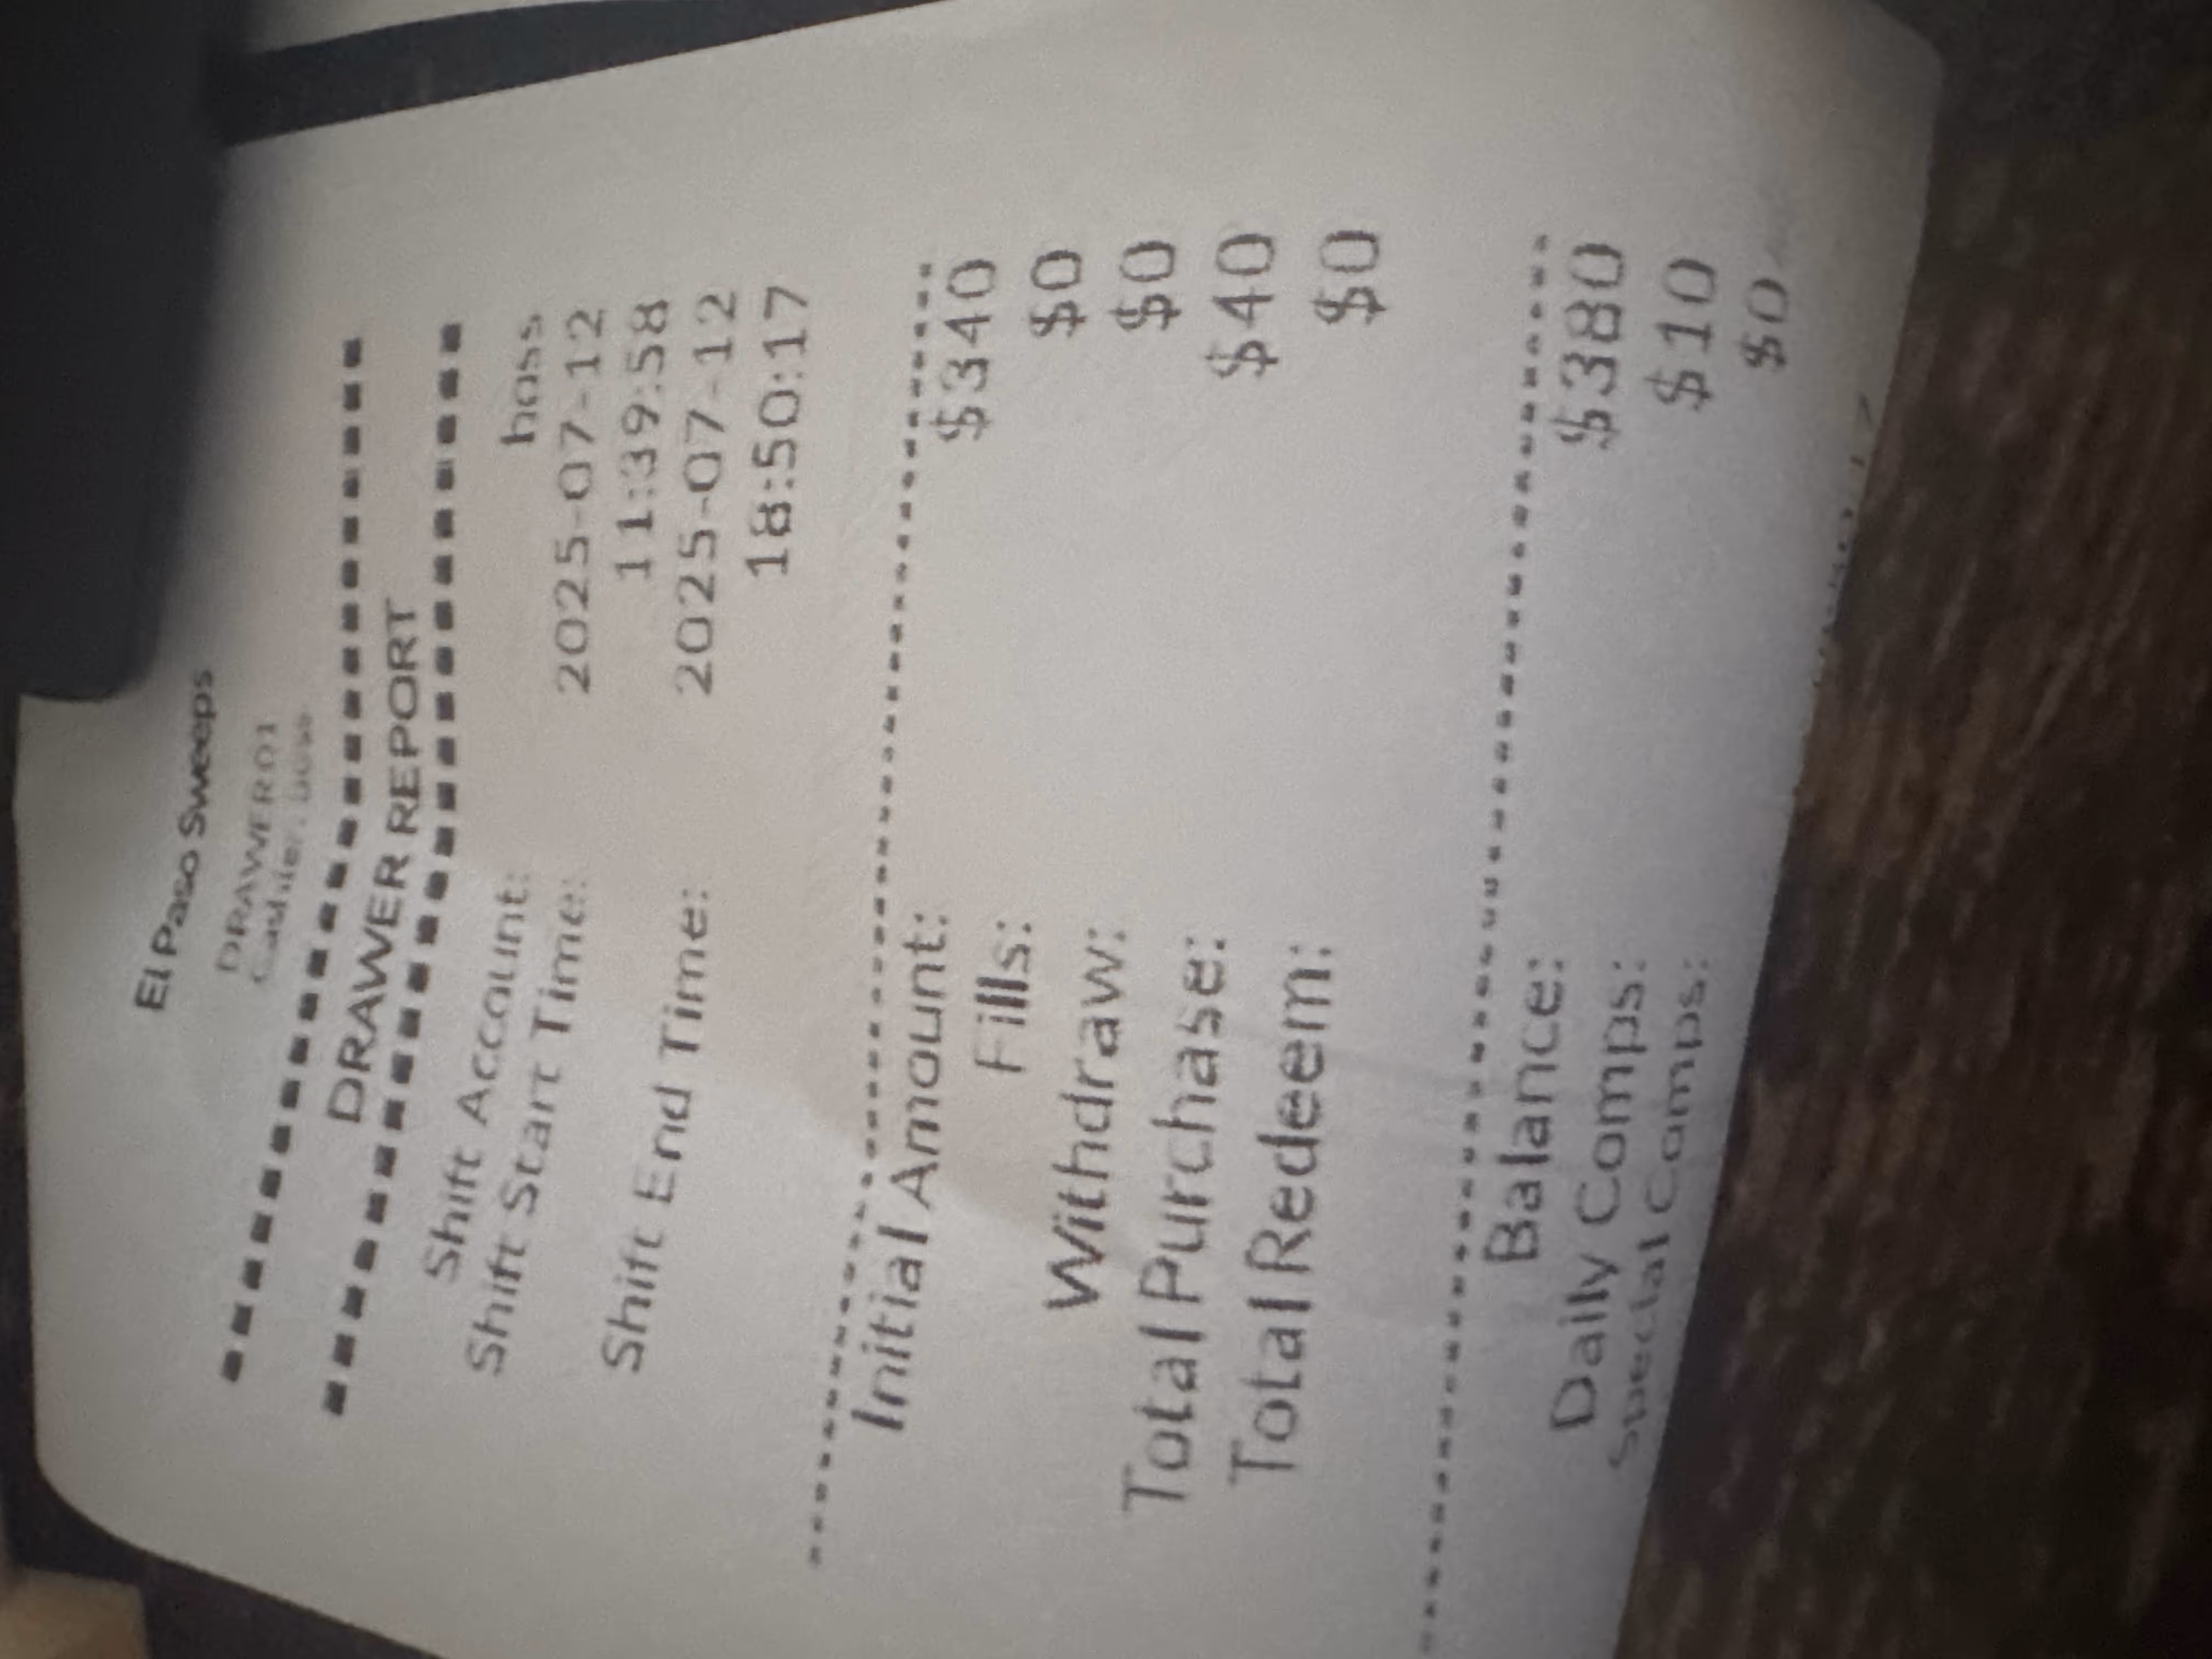 El Paso Sweeps
DRAWER01
Cashier: boss
DRAWER REPORT
Shift Account: boss
Shift Start Time: 2025-07-12
11:39:58
Shift End Time: 2025-07-12
18:50:17
Initial Amount: $340
Fills: $0
Withdraw: $0
Total Purchase: $40
Total Redeem: $0
Balance: $380
Daily Comps: $10
Special Comps: $0